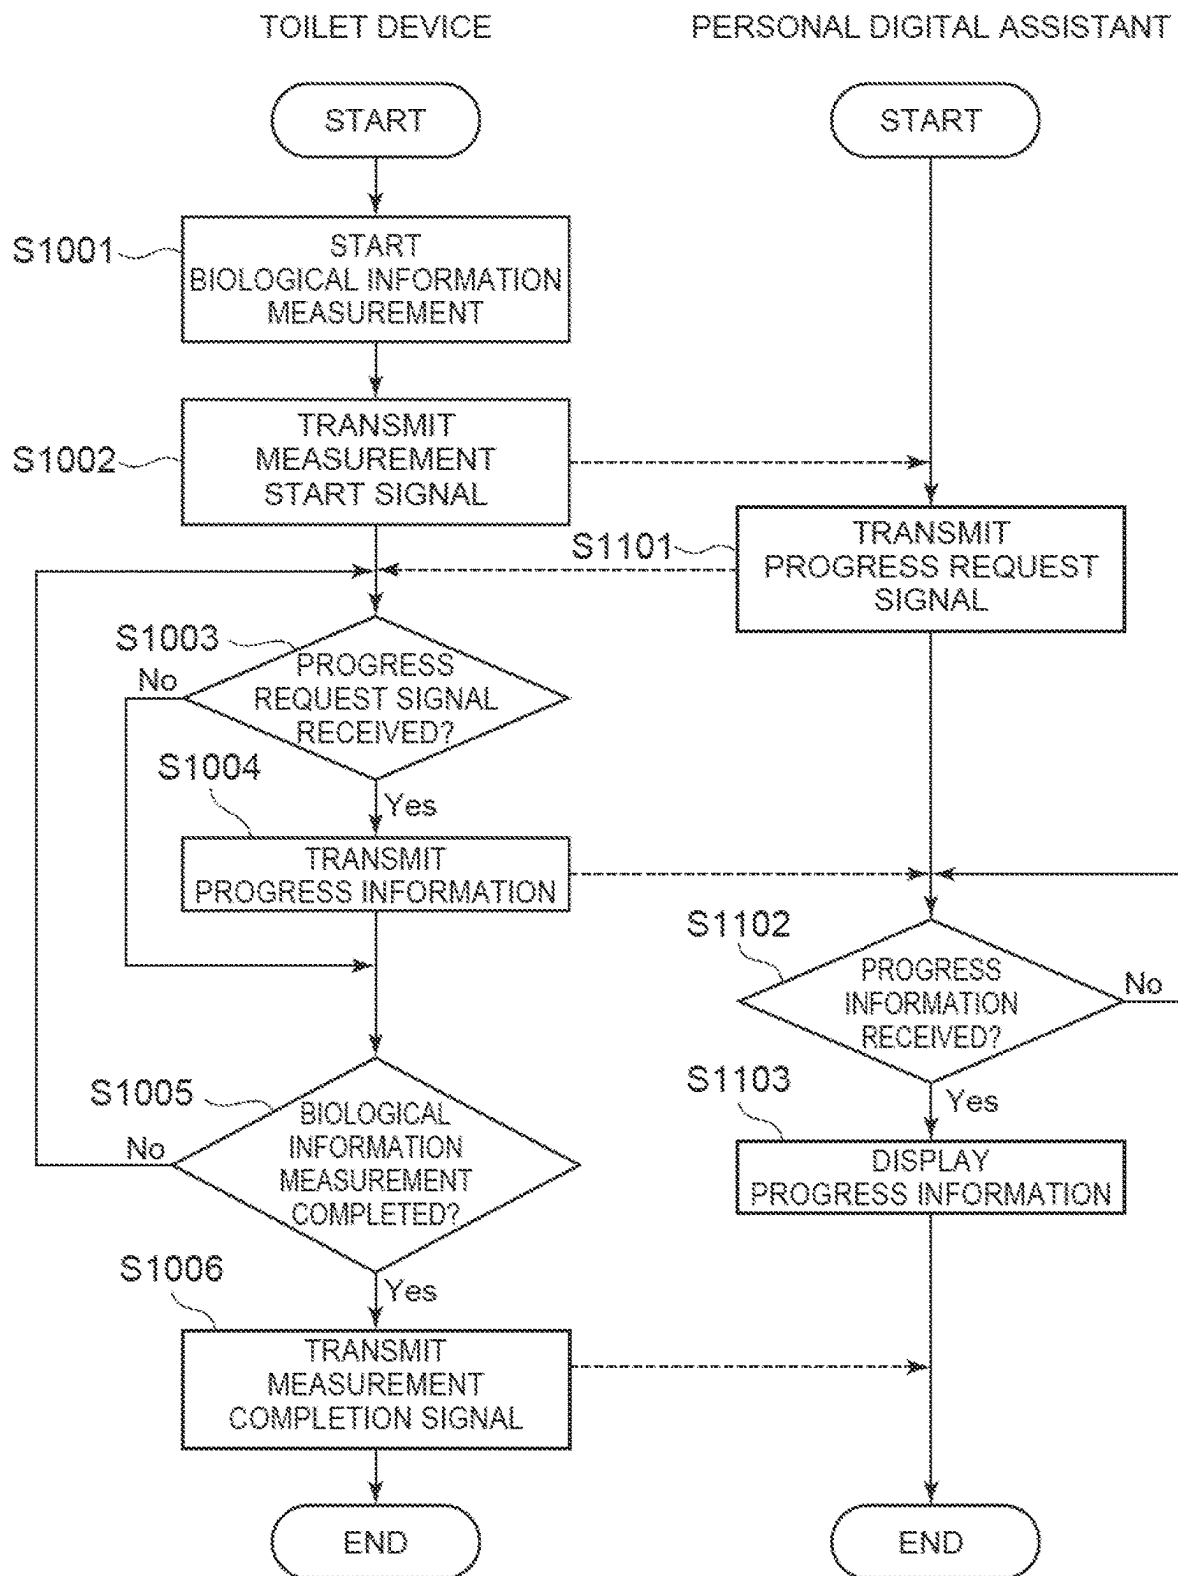 TOILET DEVICE
PERSONAL DIGITAL ASSISTANT
START
START
S1001
START
BIOLOGICAL INFORMATION
MEASUREMENT
S1002
TRANSMIT
MEASUREMENT
START SIGNAL
S1101
TRANSMIT
PROGRESS REQUEST
SIGNAL
S1003
No
PROGRESS
REQUEST SIGNAL
RECEIVED?
S1004
Yes
TRANSMIT
PROGRESS INFORMATION
S1102
PROGRESS
INFORMATION
RECEIVED?
No
S1103
Yes
S1005
No
BIOLOGICAL
INFORMATION
MEASUREMENT
COMPLETED?
DISPLAY
PROGRESS INFORMATION
S1006
Yes
TRANSMIT
MEASUREMENT
COMPLETION SIGNAL
END
END